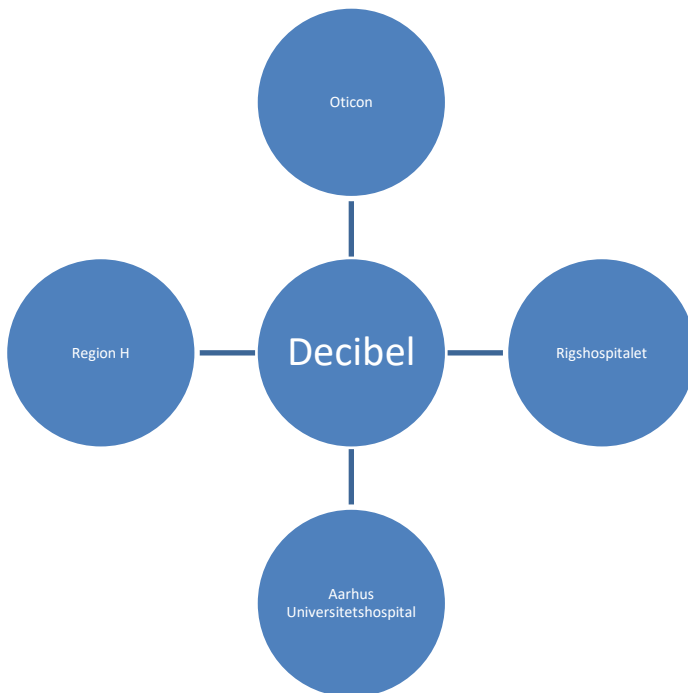 Oticon
Region H
Decibel
Rigshospitalet
Aarhus
Universitetshospital